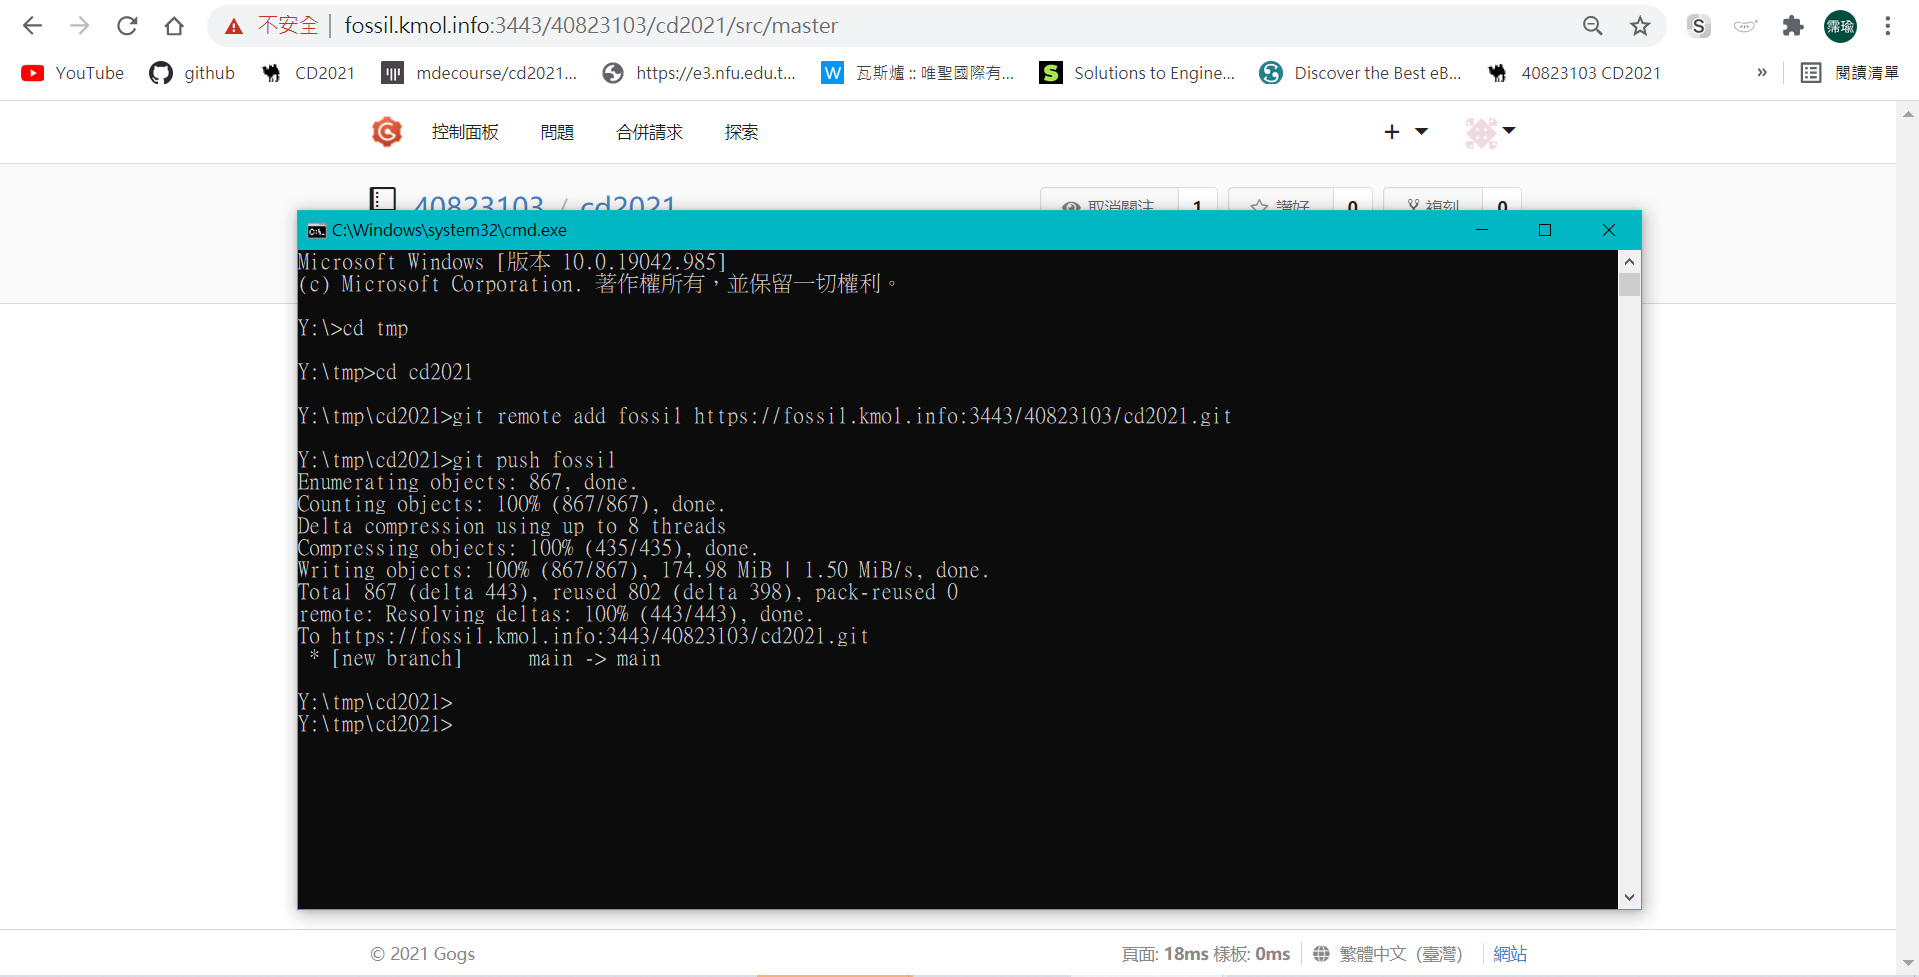 不安全 | fossil.kmol.info:3443/40823103/cd2021/src/master
S
霈瑜
YouTube github CD2021 mdecourse/cd2021... https://e3.nfu.edu.t... W 瓦斯爐 :: 唯聖國際有... S Solutions to Engine... Discover the Best eB... 40823103 CD2021 » 閱讀清單
控制面板 問題 合併請求 探索
40823103 / cd2021 取消關注 1 讚好 0 複刻 0
C:\Windows\system32\cmd.exe
Microsoft Windows [版本 10.0.19042.985]
(c) Microsoft Corporation. 著作權所有，並保留一切權利。
Y:\>cd tmp
Y:\tmp>cd cd2021
Y:\tmp\cd2021>git remote add fossil https://fossil.kmol.info:3443/40823103/cd2021.git
Y:\tmp\cd2021>git push fossil
Enumerating objects: 867, done.
Counting objects: 100% (867/867), done.
Delta compression using up to 8 threads
Compressing objects: 100% (435/435), done.
Writing objects: 100% (867/867), 174.98 MiB | 1.50 MiB/s, done.
Total 867 (delta 443), reused 802 (delta 398), pack-reused 0
remote: Resolving deltas: 100% (443/443), done.
To https://fossil.kmol.info:3443/40823103/cd2021.git
 * [new branch]      main -> main
Y:\tmp\cd2021>
Y:\tmp\cd2021>
© 2021 Gogs 頁面: 18ms 樣板: 0ms 繁體中文（臺灣） 網站